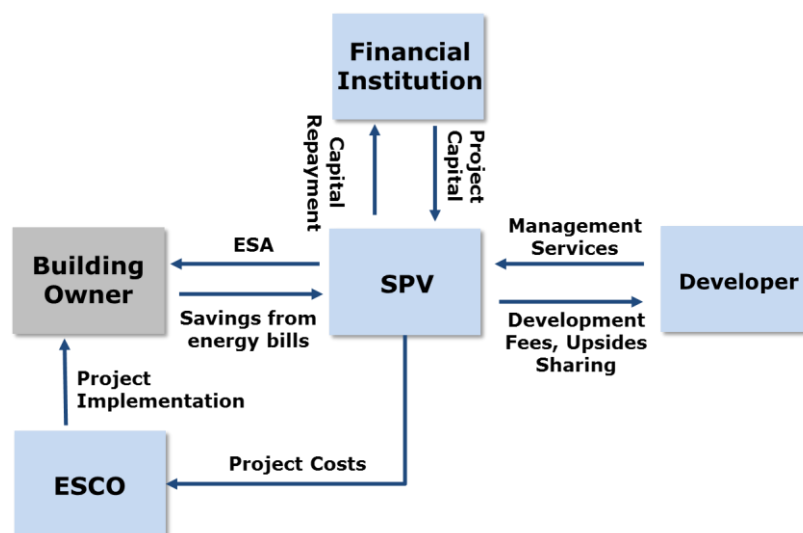 Financial
Institution
Capital
Repayment
Project
Capital
ESA
Management
Services
Building
Owner
SPV
Developer
Savings from
energy bills
Development
Fees, Upsides
Sharing
Project
Implementation
Project Costs
ESCO